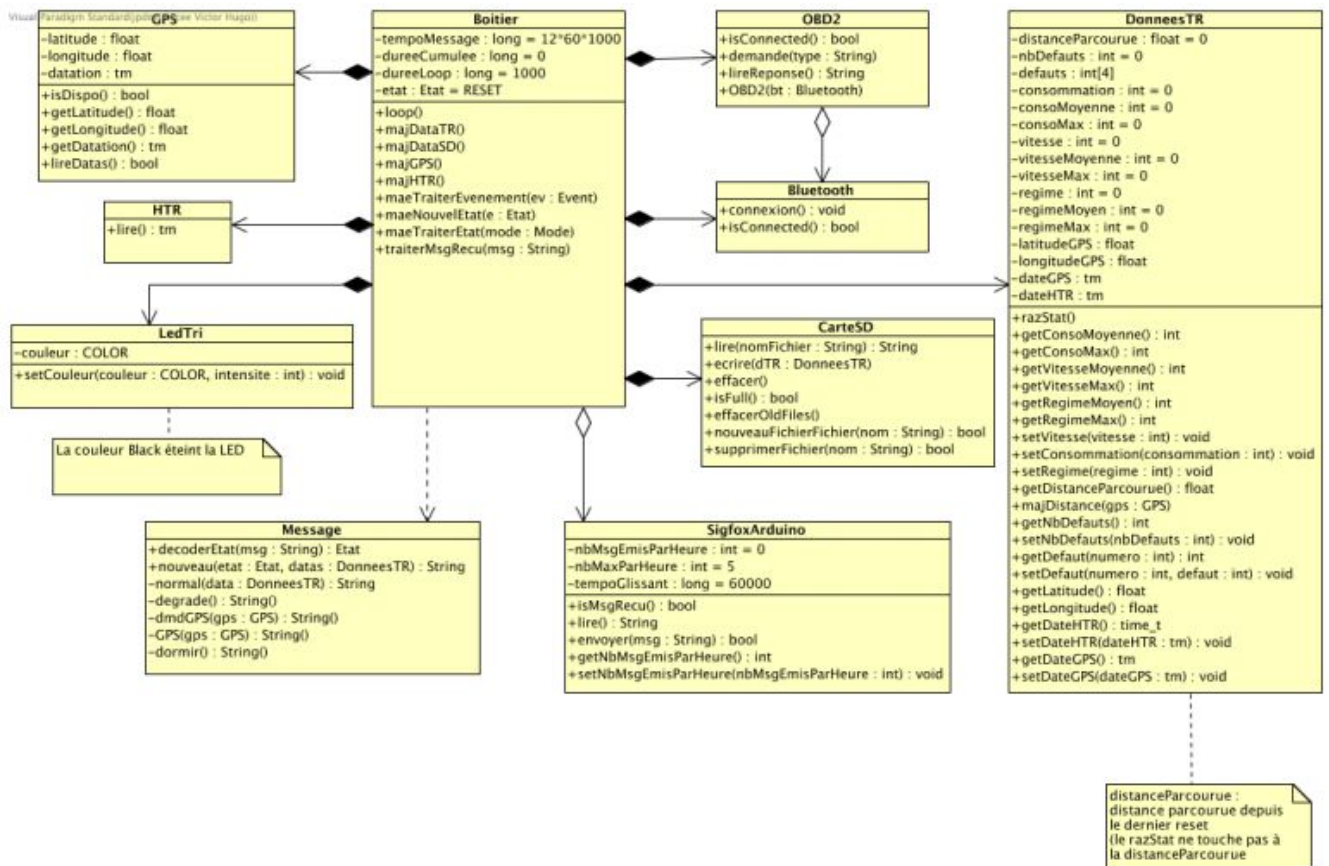 GPS
-latitude : float
-longitude : float
-datation : tm
+isDispo() : bool
+getLatitude() : float
+getLongitude() : float
+getDatation() : tm
+lireDatas() : bool
HTR
+lire() : tm
LedTri
-couleur : COLOR
+setCouleur(couleur : COLOR, intensite : int) : void
La couleur Black éteint la LED
Boitier
-tempoMessage : long = 12*60*1000
-dureeCumulee : long = 0
-dureeLoop : long = 1000
-etat : Etat = RESET
+loop()
+majDataTR()
+majDataSD()
+majGPS()
+majHTR()
+maeTraiterEvenement(ev : Event)
+maeNouvelEtat(e : Etat)
+maeTraiterEtat(mode : Mode)
+traiterMsgRecu(msg : String)
OBD2
+isConnected() : bool
+demande(type : String)
+lireReponse() : String
+OBD2(bt : Bluetooth)
Bluetooth
+connexion() : void
+isConnected() : bool
CarteSD
+lire(nomFichier : String) : String
+ecrire(dTR : DonneesTR)
+effacer()
+isFull() : bool
+effacerOldFiles()
+nouveauFichierFichier(nom : String) : bool
+supprimerFichier(nom : String) : bool
Message
+decoderEtat(msg : String) : Etat
+nouveau(etat : Etat, datas : DonneesTR) : String
-normal(data : DonneesTR) : String
-degrade() : String()
-dmdGPS(gps : GPS) : String()
-GPS(gps : GPS) : String()
-dormir() : String()
SigfoxArduino
-nbMsgEmisParHeure : int = 0
-nbMaxParHeure : int = 5
-tempoGlissant : long = 60000
+isMsgRecu() : bool
+lire() : String
+envoyer(msg : String) : bool
+getNbMsgEmisParHeure() : int
+setNbMsgEmisParHeure(nbMsgEmisParHeure : int) : void
DonneesTR
-distanceParcourue : float = 0
-nbDefauts : int = 0
-defauts : int[4]
-consommation : int = 0
-consoMoyenne : int = 0
-consoMax : int = 0
-vitesse : int = 0
-vitesseMoyenne : int = 0
-vitesseMax : int = 0
-regime : int = 0
-regimeMoyen : int = 0
-regimeMax : int = 0
-latitudeGPS : float
-longitudeGPS : float
-dateGPS : tm
-dateHTR : tm
+razStat()
+getConsoMoyenne() : int
+getConsoMax() : int
+getVitesseMoyenne() : int
+getVitesseMax() : int
+getRegimeMoyen() : int
+getRegimeMax() : int
+setVitesse(vitesse : int) : void
+setConsommation(consommation : int) : void
+setRegime(regime : int) : void
+getDistanceParcourue() : float
+majDistance(gps : GPS)
+getNbDefauts() : int
+setNbDefauts(nbDefauts : int) : void
+getDefaut(numero : int) : int
+setDefaut(numero : int, defaut : int) : void
+getLatitude() : float
+getLongitude() : float
+getDateHTR() : time_t
+setDateHTR(dateHTR : tm) : void
+getDateGPS() : tm
+setDateGPS(dateGPS : tm) : void
distanceParcourue :
distance parcourue depuis
le dernier reset
(le razStat ne touche pas à
la distanceParcourue
Visual Paradigm Standard Victor Hugo))